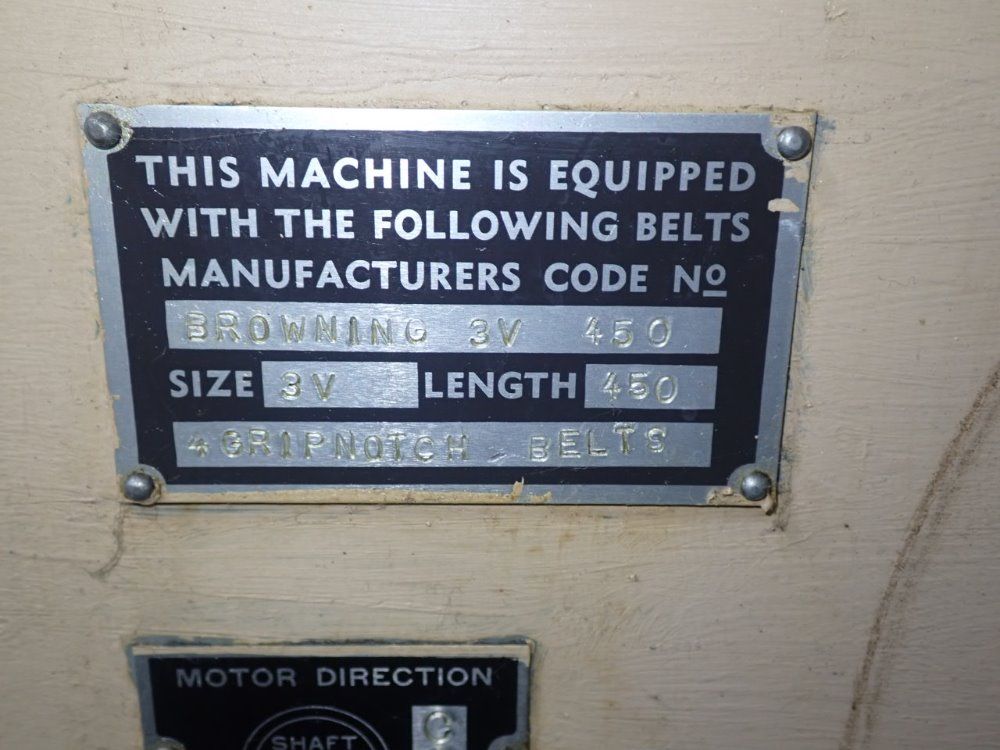 THIS MACHINE IS EQUIPPED
WITH THE FOLLOWING BELTS
MANUFACTURERS CODE No
BROWNING 3V 450
SIZE 3V LENGTH 450
4 GRIPNOTCH BELTS
MOTOR DIRECTION
SHAFT